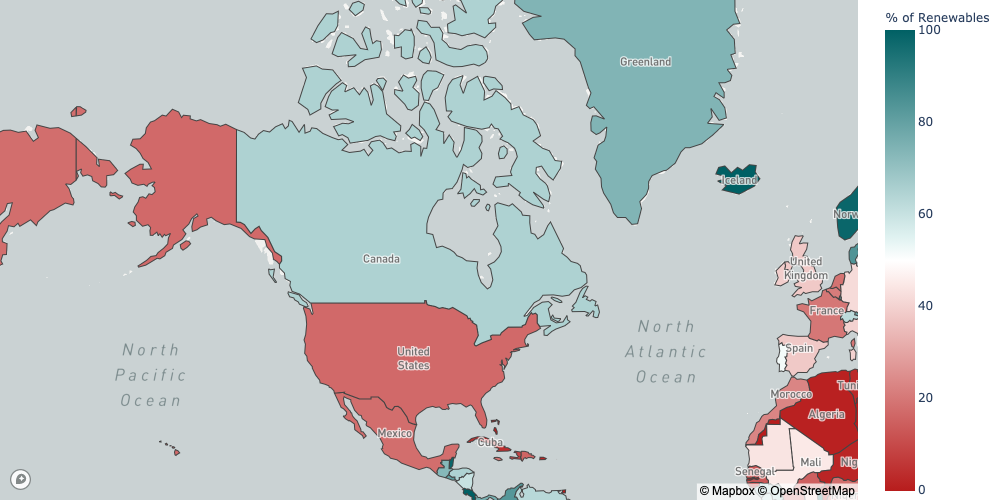 % of Renewables
100
80
60
40
20
0
Greenland
Iceland
Norw
Canada
United
Kingdom
France
Spain
United
States
North
Pacific
Ocean
North
Atlantic
Ocean
Mexico
Cuba
Morocco
Tuni
Algeria
Mali
Nig
Senegal
© Mapbox © OpenStreetMap